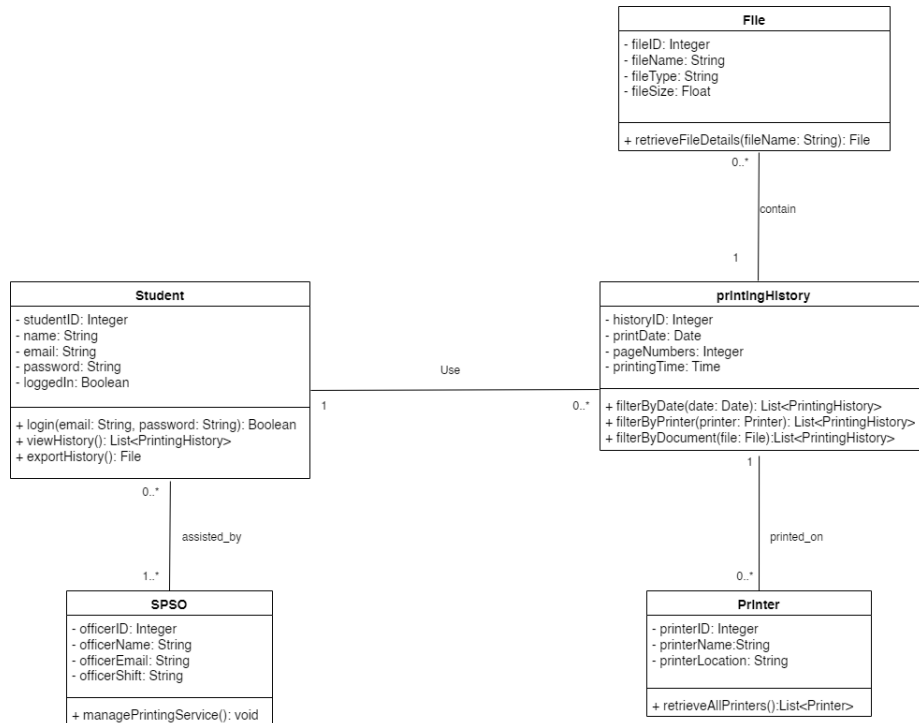 File
- fileID: Integer
- fileName: String
- fileType: String
- fileSize: Float
+ retrieveFileDetails(fileName: String): File
0..*
contain
1
Student
- studentID: Integer
- name: String
- email: String
- password: String
- loggedIn: Boolean
+ login(email: String, password: String): Boolean
+ viewHistory(): List<PrintingHistory>
+ exportHistory(): File
Use
1
0..*
printingHistory
- historyID: Integer
- printDate: Date
- pageNumbers: Integer
- printingTime: Time
+ filterByDate(date: Date): List<PrintingHistory>
+ filterByPrinter(printer: Printer): List<PrintingHistory>
+ filterByDocument(file: File):List<PrintingHistory>
0..*
assisted_by
1..*
1
printed_on
0..*
SPSO
- officerID: Integer
- officerName: String
- officerEmail: String
- officerShift: String
+ managePrintingService(): void
Printer
- printerID: Integer
- printerName:String
- printerLocation: String
+ retrieveAllPrinters():List<Printer>